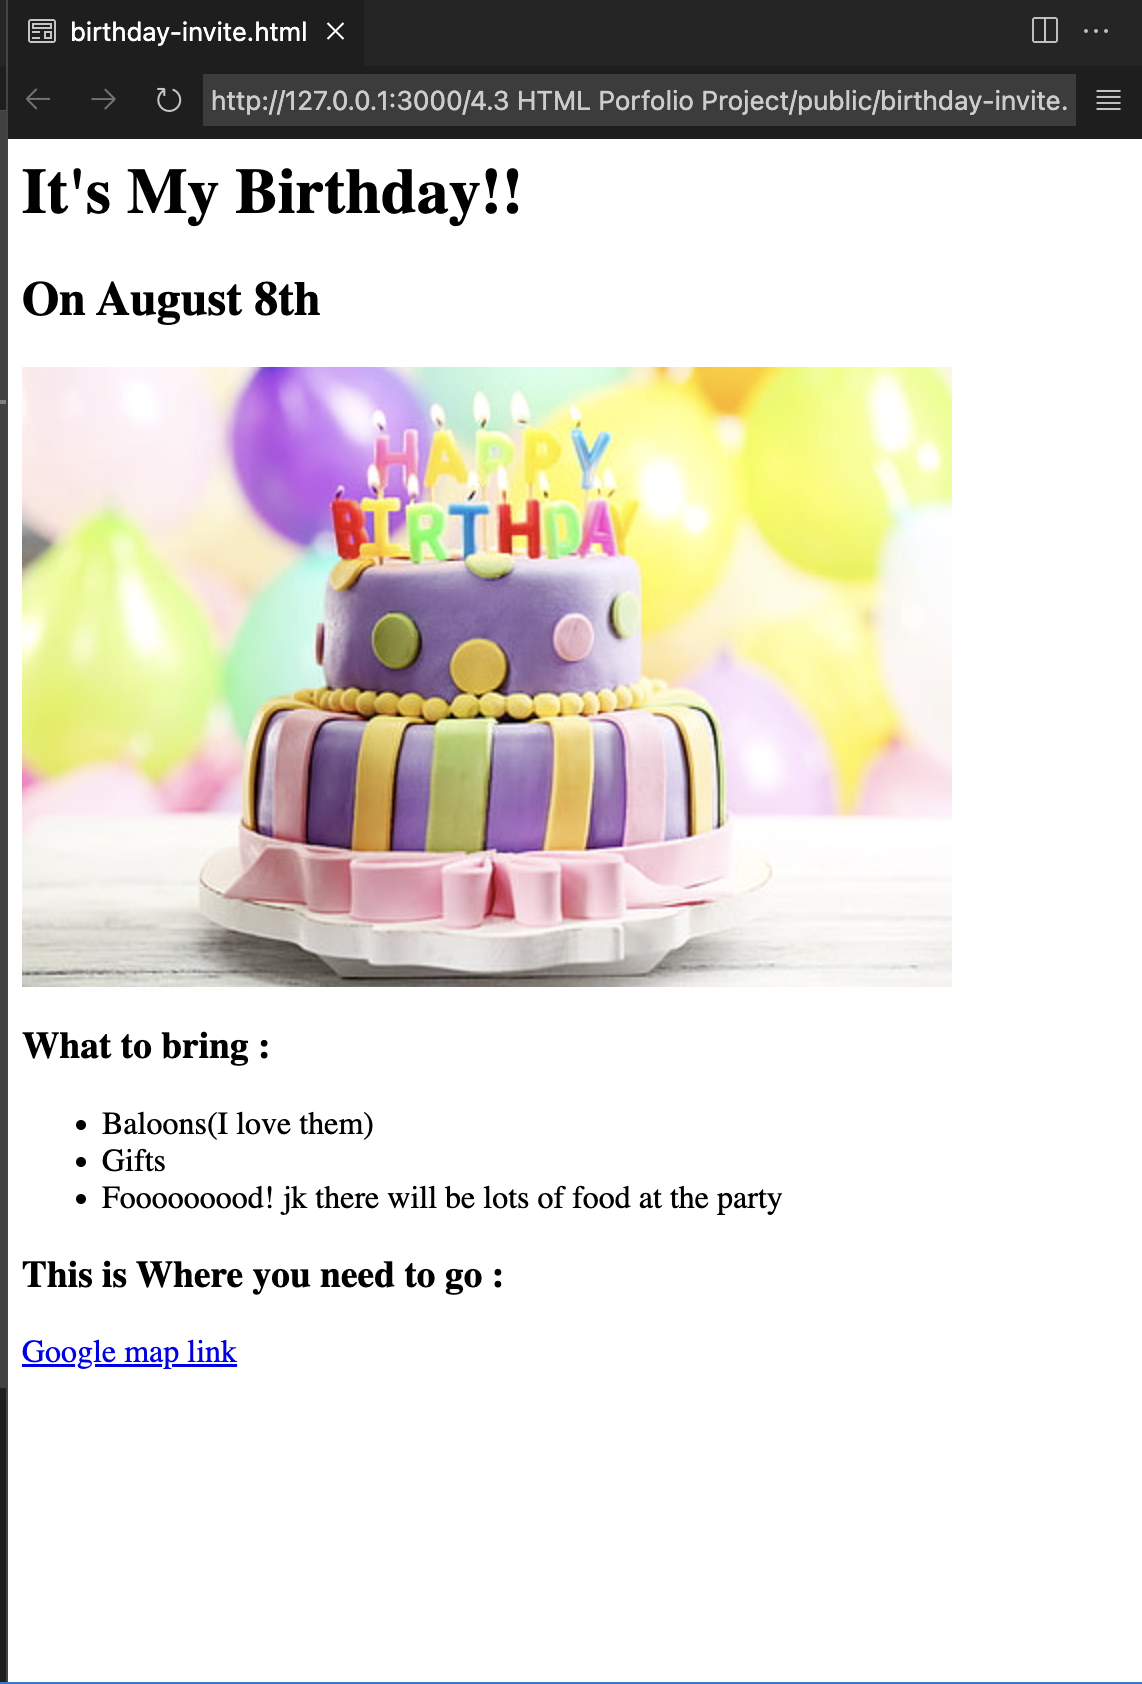 birthday-invite.html
http://127.0.0.1:3000/4.3 HTML Porfolio Project/public/birthday-invite.
It's My Birthday!!
On August 8th
HAPPY
BIRTHDAY
What to bring :
Baloons(I love them)
Gifts
Fooooooood! jk there will be lots of food at the party
This is Where you need to go :
Google map link